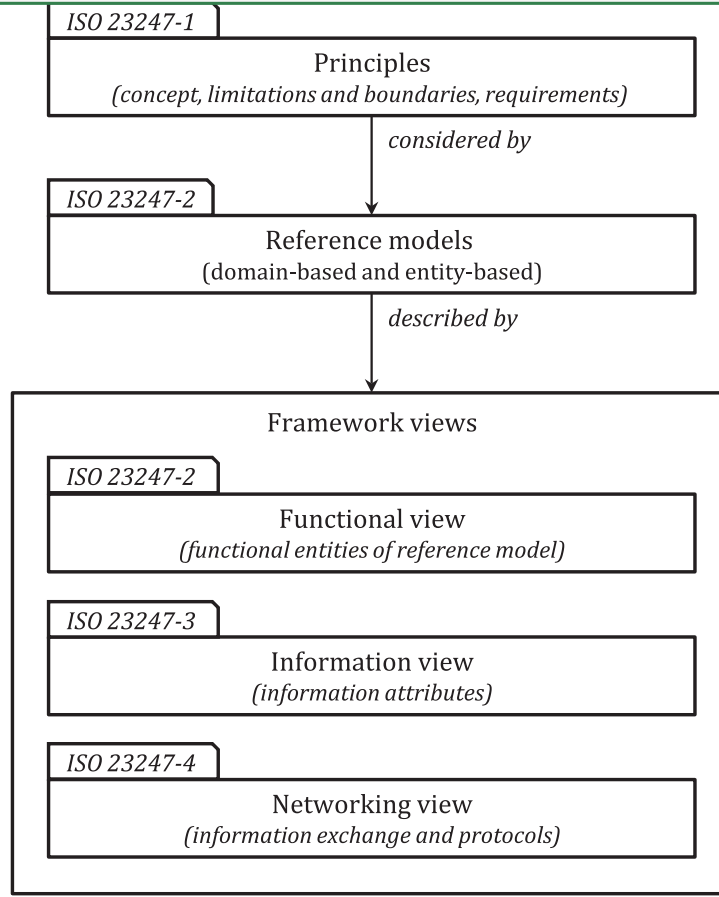 ISO 23247-1
Principles
(concept, limitations and boundaries, requirements)
considered by
ISO 23247-2
Reference models
(domain-based and entity-based)
described by
Framework views
ISO 23247-2
Functional view
(functional entities of reference model)
ISO 23247-3
Information view
(information attributes)
ISO 23247-4
Networking view
(information exchange and protocols)